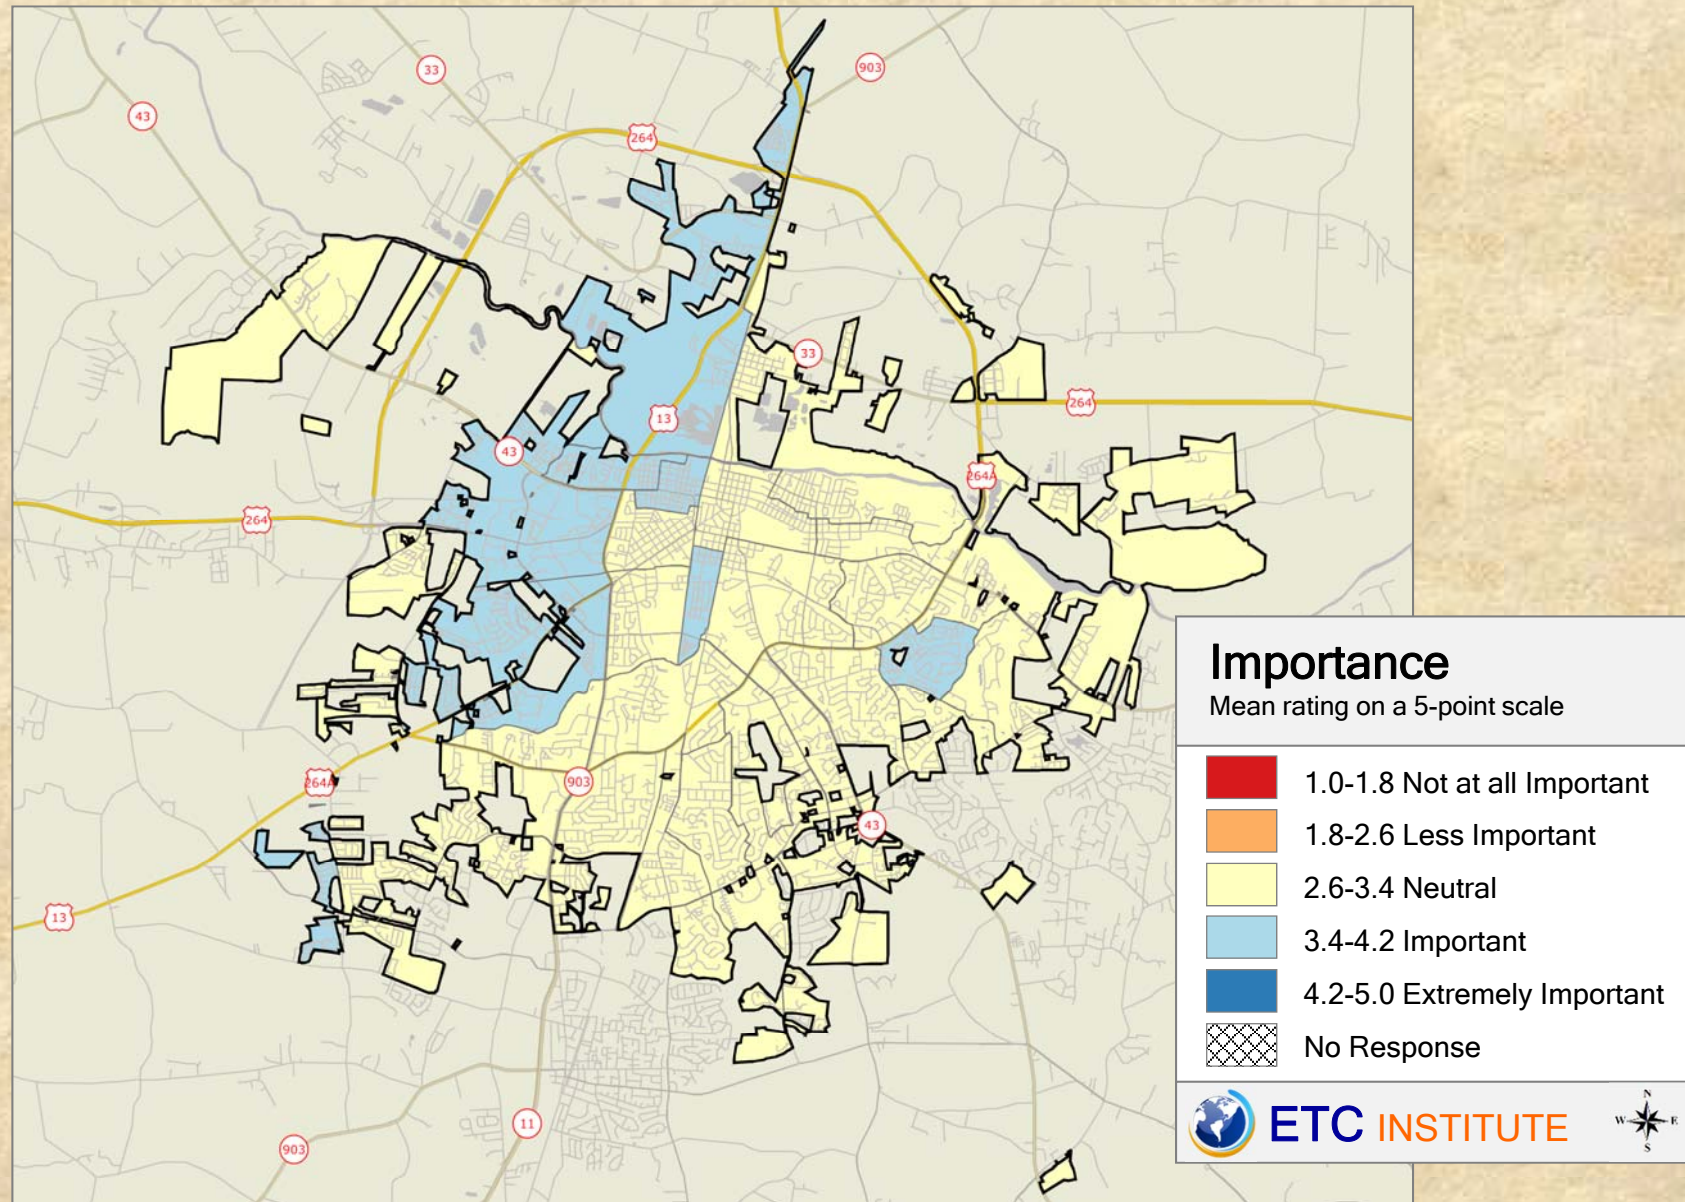 33
903
43
264
33
13
264
43
264A
264
903
264A
43
13
11
903
Importance
Mean rating on a 5-point scale
1.0-1.8 Not at all Important
1.8-2.6 Less Important
2.6-3.4 Neutral
3.4-4.2 Important
4.2-5.0 Extremely Important
No Response
ETC INSTITUTE
N
W E
S